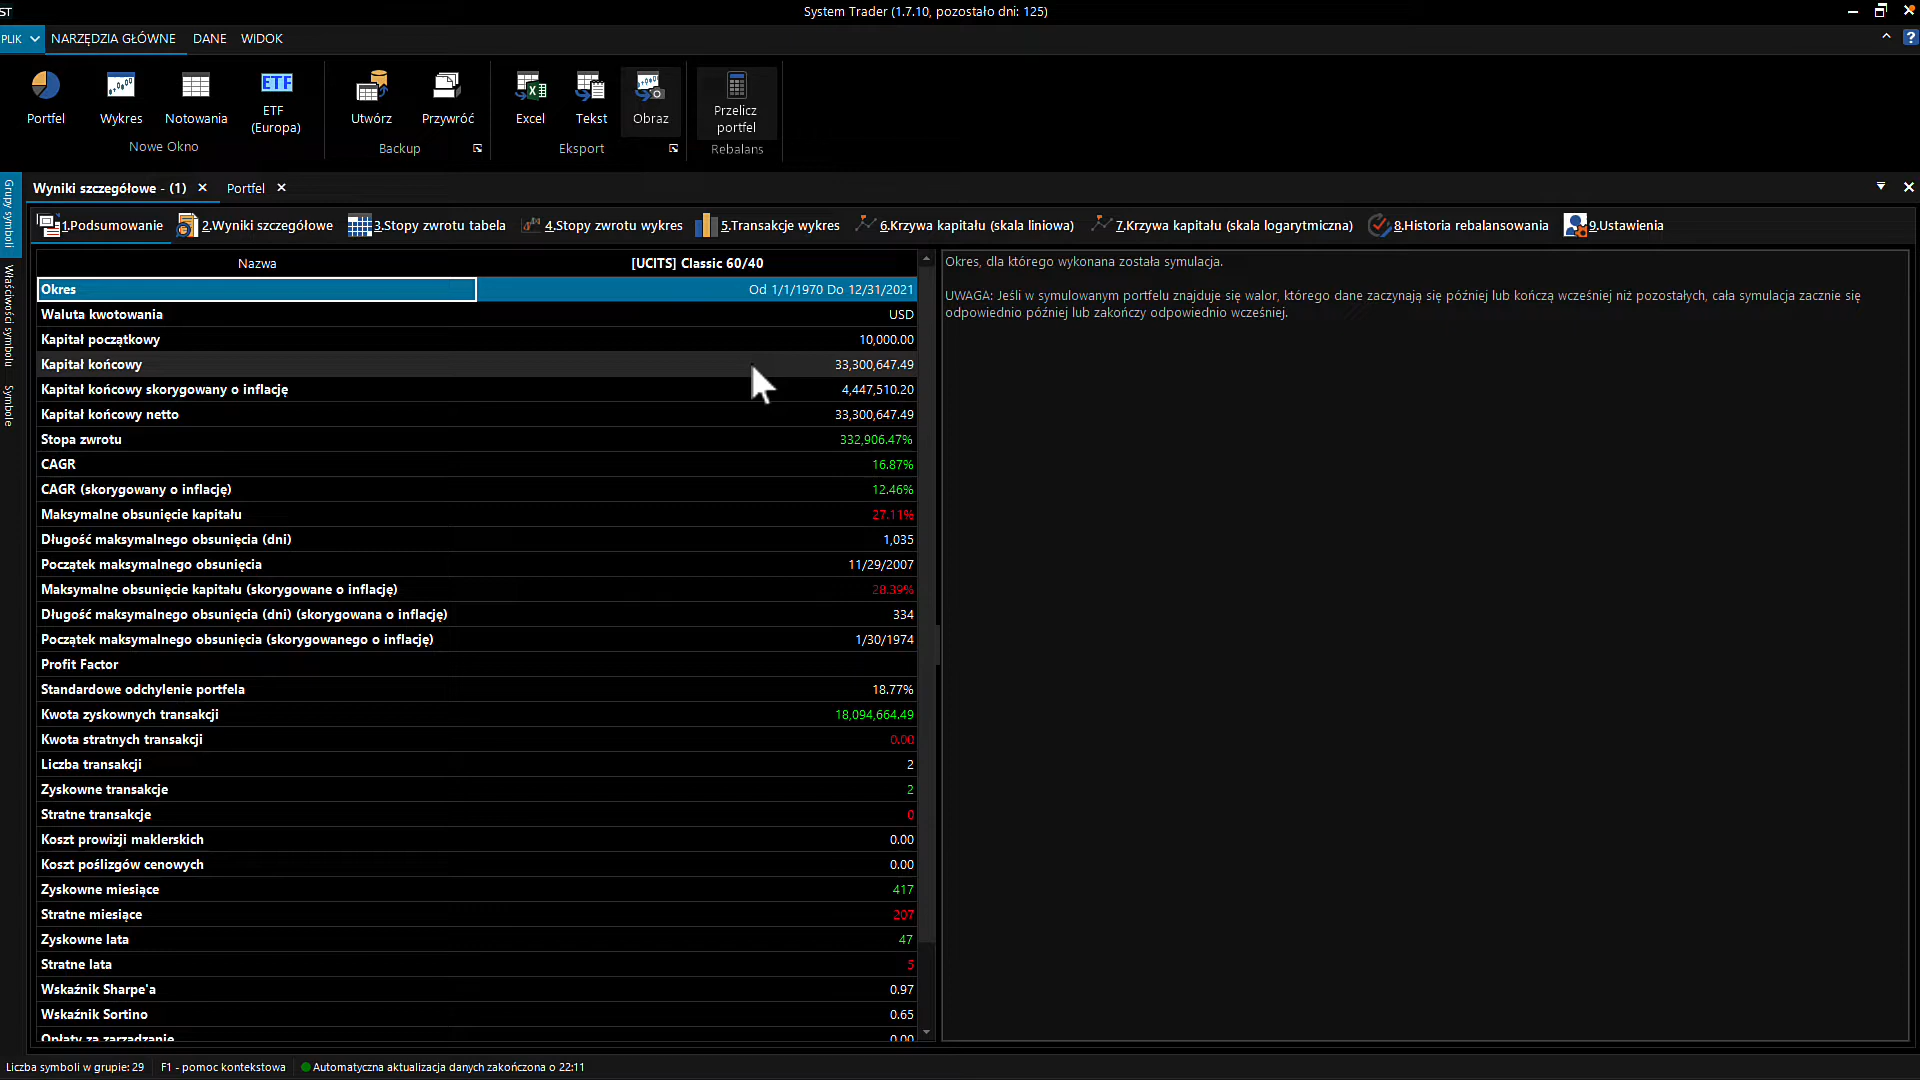 ST
System Trader (1.7.10, pozostało dni: 125)
PLIK
NARZĘDZIA GŁÓWNE
DANE
WIDOK
?
Portfel
Wykres
Notowania
ETF
ETF
(Europa)
Nowe Okno
Utwórz
Przywróć
Backup
Excel
Tekst
Obraz
Eksport
Przelicz
portfel
Rebalans
Grupy symboli
Właściwości symbolu
Symbole
Wyniki szczegółowe - (1)
Portfel
1.Podsumowanie
2.Wyniki szczegółowe
3.Stopy zwrotu tabela
4.Stopy zwrotu wykres
5.Transakcje wykres
6.Krzywa kapitału (skala liniowa)
7.Krzywa kapitału (skala logarytmiczna)
8.Historia rebalansowania
9.Ustawienia
Nazwa [UCITS] Classic 60/40
Okres Od 1/1/1970 Do 12/31/2021
Waluta kwotowania USD
Kapitał początkowy 10,000.00
Kapitał końcowy 33,300,647.49
Kapitał końcowy skorygowany o inflację 4,447,510.20
Kapitał końcowy netto 33,300,647.49
Stopa zwrotu 332,906.47%
CAGR 16.87%
CAGR (skorygowany o inflację) 12.46%
Maksymalne obsunięcie kapitału 27.11%
Długość maksymalnego obsunięcia (dni) 1,035
Początek maksymalnego obsunięcia 11/29/2007
Maksymalne obsunięcie kapitału (skorygowane o inflację) 28.39%
Długość maksymalnego obsunięcia (dni) (skorygowana o inflację) 334
Początek maksymalnego obsunięcia (skorygowanego o inflację) 1/30/1974
Profit Factor
Standardowe odchylenie portfela 18.77%
Kwota zyskownych transakcji 18,094,664.49
Kwota stratnych transakcji 0.00
Liczba transakcji 2
Zyskowne transakcje 2
Stratne transakcje 0
Koszt prowizji maklerskich 0.00
Koszt poślizgów cenowych 0.00
Zyskowne miesiące 417
Stratne miesiące 207
Zyskowne lata 47
Stratne lata 5
Wskaźnik Sharpe'a 0.97
Wskaźnik Sortino 0.65
Opłaty za zarządzanie 0.00
Okres, dla którego wykonana została symulacja.
UWAGA: Jeśli w symulowanym portfelu znajduje się walor, którego dane zaczynają się później lub kończą wcześniej niż pozostałych, cała symulacja zacznie się
odpowiednio później lub zakończy odpowiednio wcześniej.
Liczba symboli w grupie: 29
F1 - pomoc kontekstowa
Automatyczna aktualizacja danych zakończona o 22:11